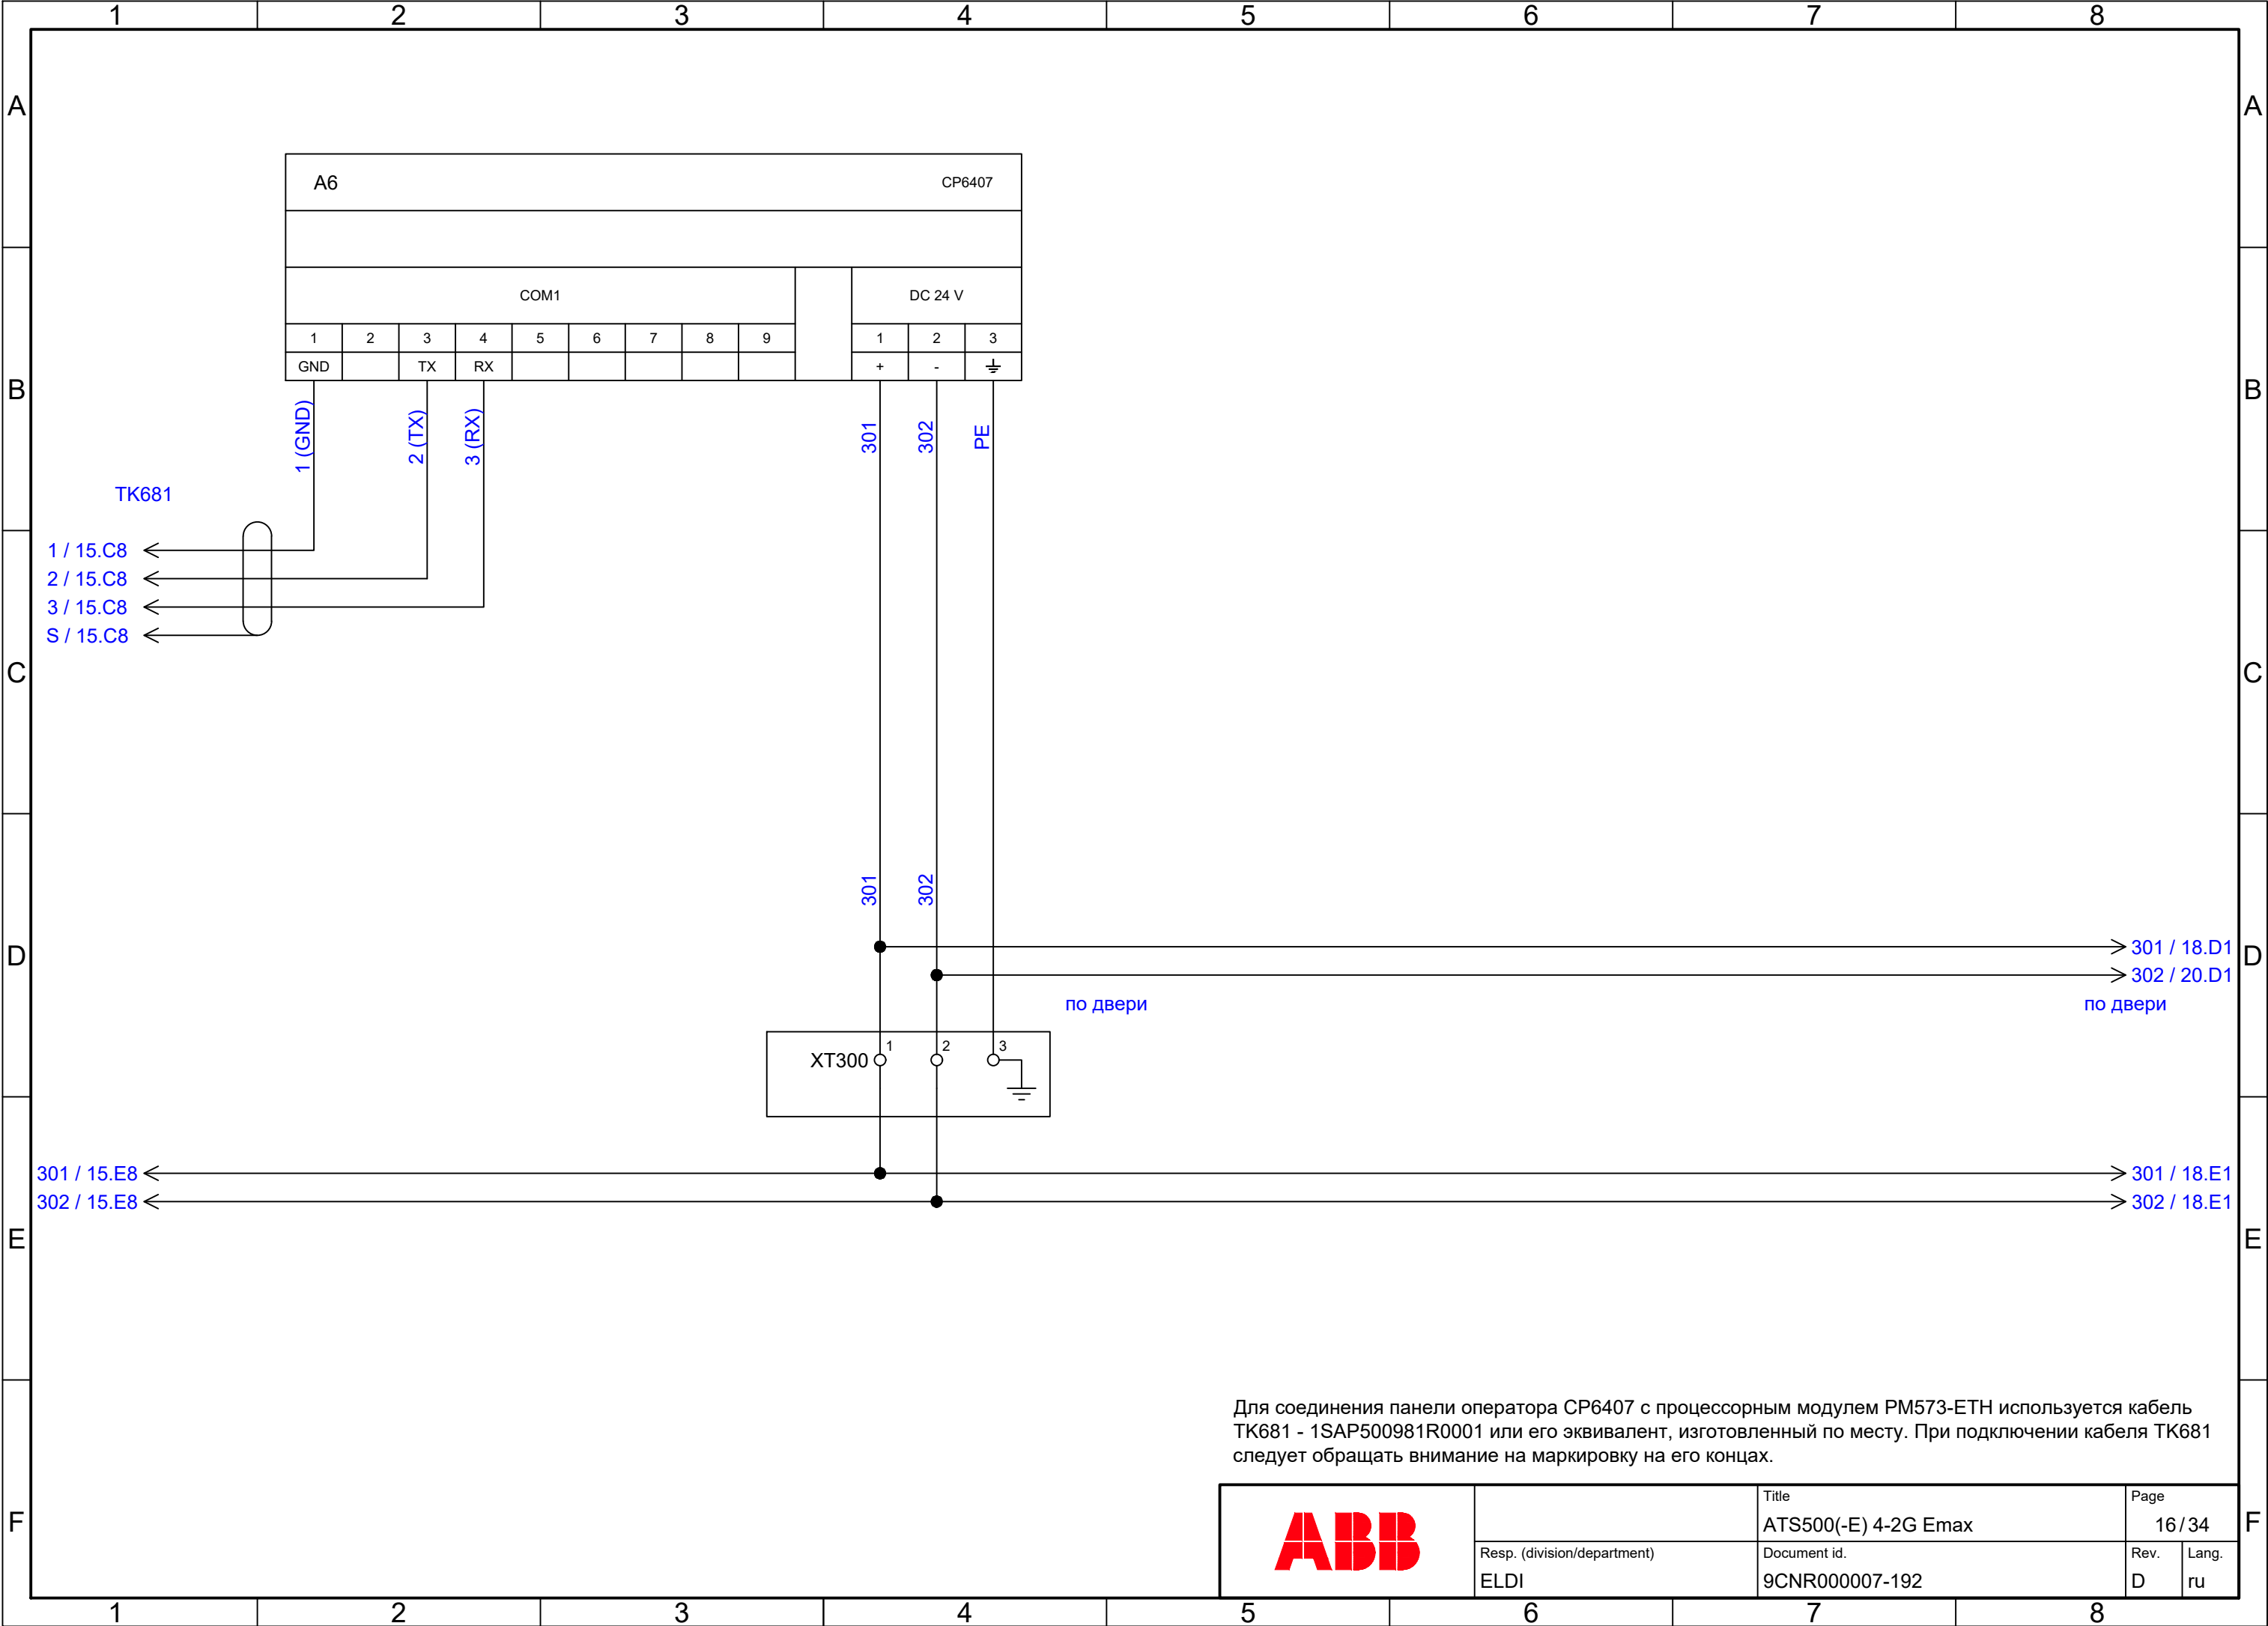 1 2 3 4 5 6 7 8
A A
A6 CP6407
COM1 DC 24 V
1 2 3 4 5 6 7 8 9 1 2 3
GND TX RX + -
B B
1 (GND) 2 (TX) 3 (RX) 301 302 PE
TK681
1 / 15.C8
2 / 15.C8
3 / 15.C8
S / 15.C8
C C
301 302
301 / 18.D1
D D
302 / 20.D1
по двери по двери
XT300 1 2 3
301 / 15.E8 301 / 18.E1
302 / 15.E8 302 / 18.E1
E E
Для соединения панели оператора CP6407 с процессорным модулем PM573-ETH используется кабель
TK681 - 1SAP500981R0001 или его эквивалент, изготовленный по месту. При подключении кабеля TK681
следует обращать внимание на маркировку на его концах.
F F
ABB
Title Page
ATS500(-E) 4-2G Emax 16/34
Resp. (division/department) Document id. Rev. Lang.
ELDI 9CNR000007-192 D ru
1 2 3 4 5 6 7 8